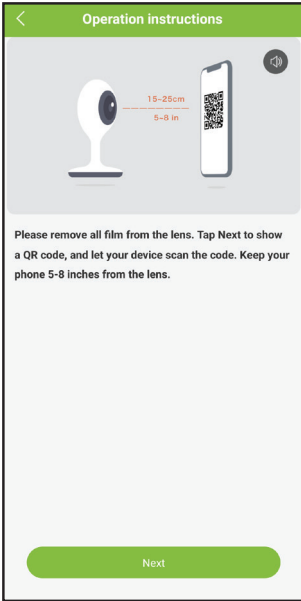 Operation instructions
15-25cm
5-8 in
Please remove all film from the lens. Tap Next to show
a QR code, and let your device scan the code. Keep your
phone 5-8 inches from the lens.
Next